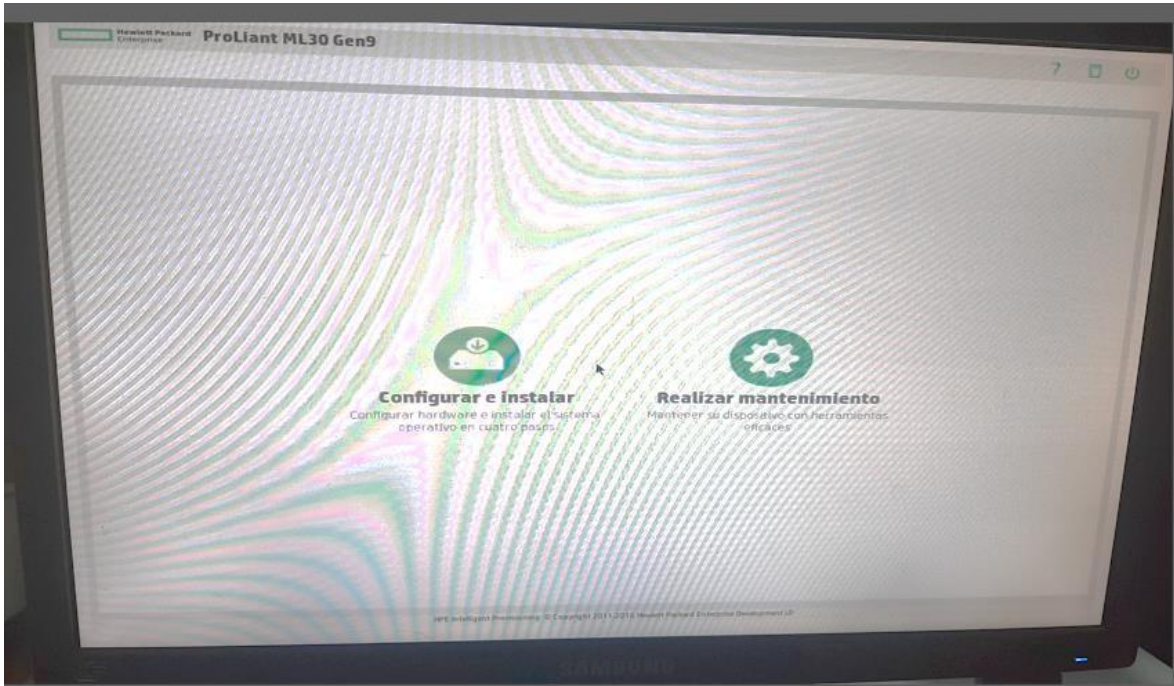 Hewlett Packard
Enterprise
ProLiant ML30 Gen9
?
Configurar e instalar
Configurar hardware e instalar el sistema
operativo en cuatro pasos
Realizar mantenimiento
Mantener su dispositivo con herramientas
eficaces
HPE Intelligent Provisioning © Copyright 2011-2016 Hewlett Packard Enterprise Development LP
SAMSUNG